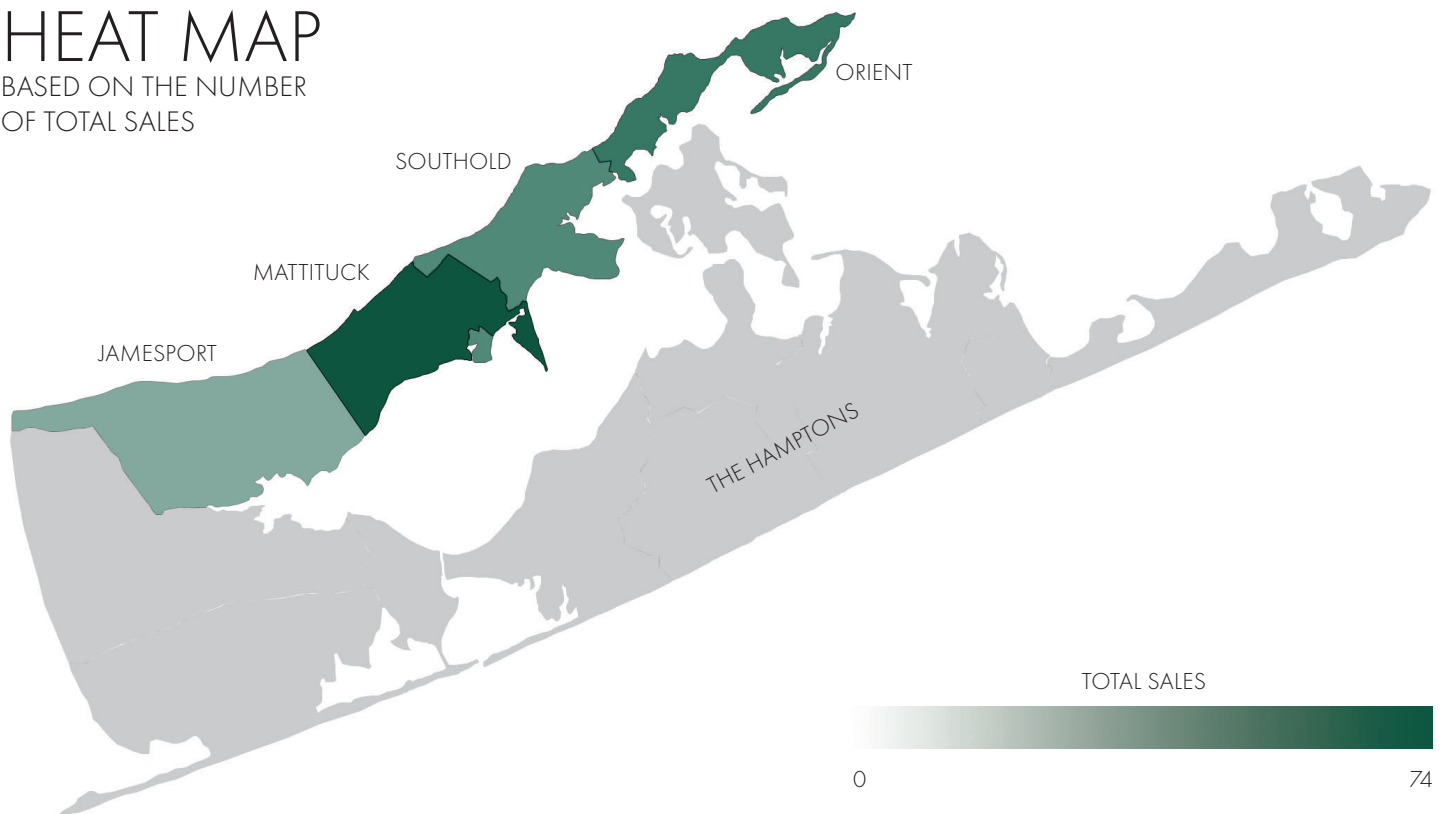 HEAT MAP
BASED ON THE NUMBER
OF TOTAL SALES
ORIENT
SOUTHOLD
MATTITUCK
JAMESPORT
THE HAMPTONS
TOTAL SALES
0
74